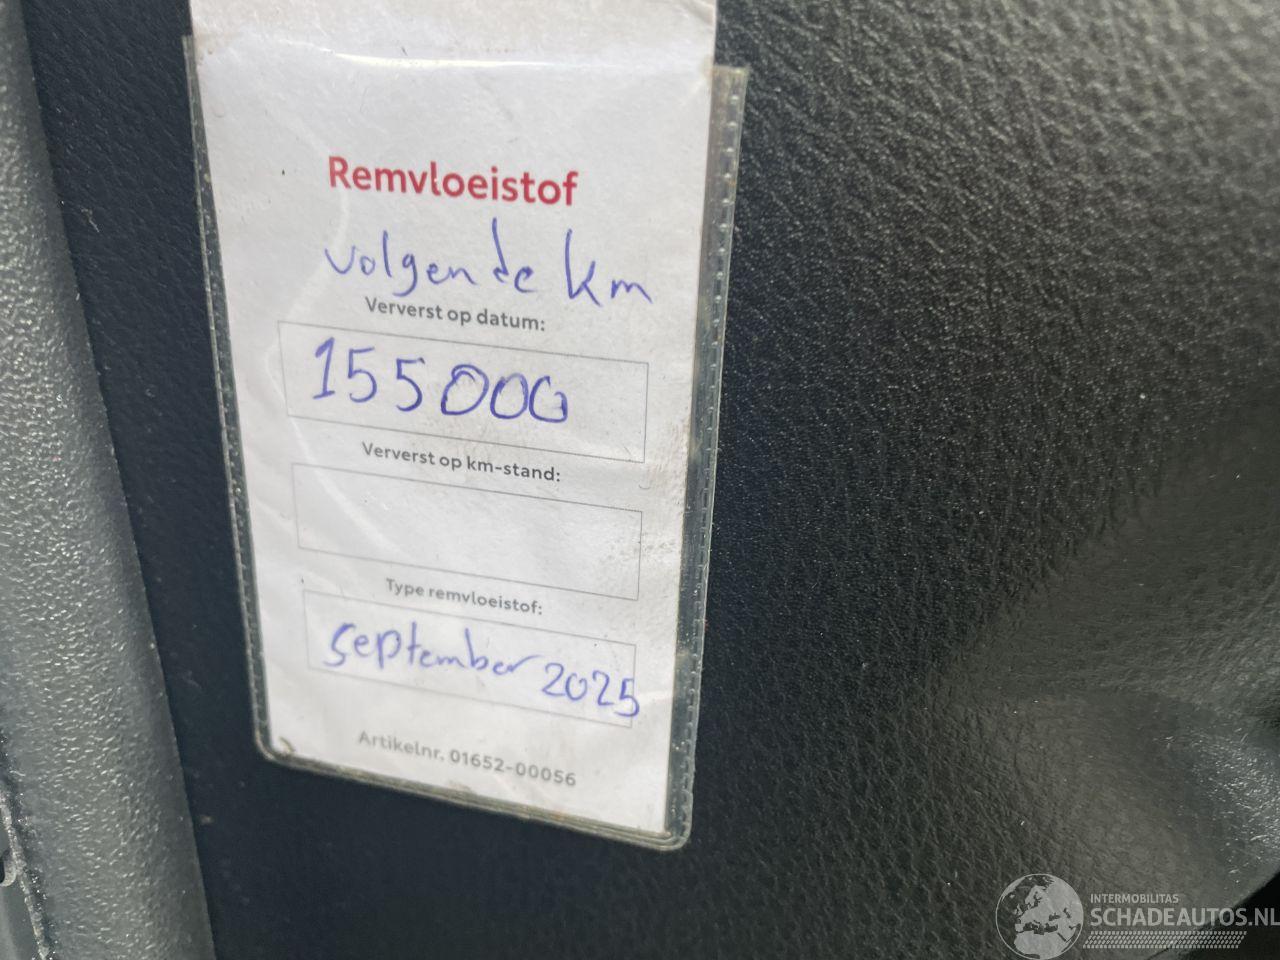 Remvloeistof
volgende km
Ververst op datum:
155000
Ververst op km-stand:
Type remvloeistof:
september 2025
Artikelnr. 01652-00056
INTERMOBILITAS
SCHADEAUTOS.NL